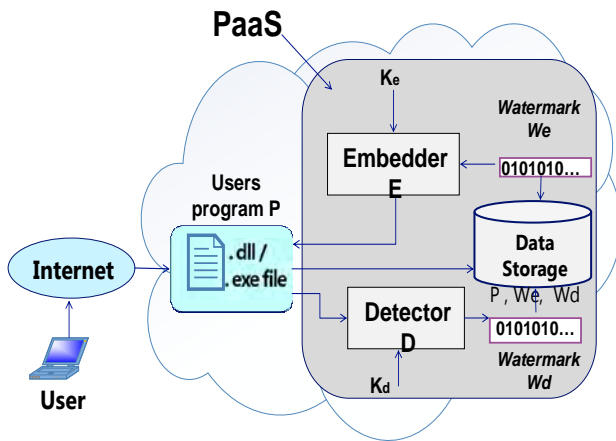 PaaS
Ke
Watermark
We
0101010...
Embedder
E
Users
program P
.dll /
.exe file
Internet
Data
Storage
P , We, Wd
Detector
D
0101010...
Watermark
Wd
Kd
User